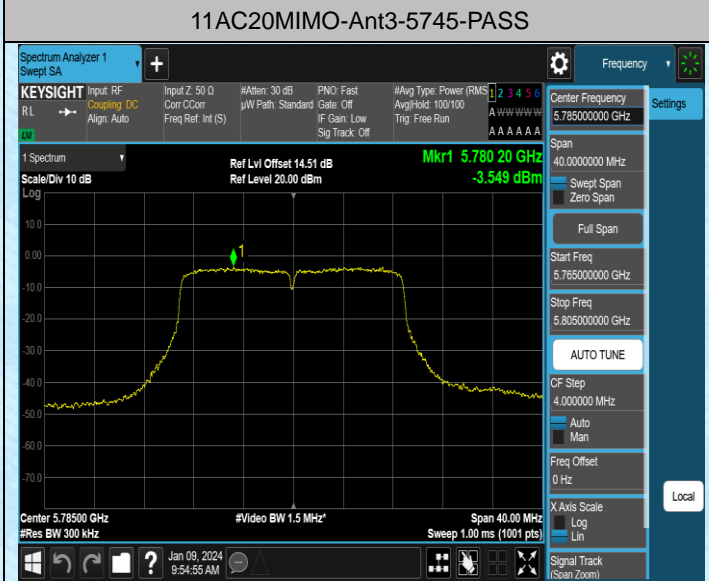 11AC20MIMO-Ant3-5745-PASS
Spectrum Analyzer 1
Swept SA
Frequency
KEYSIGHT
RL
LXI
Input: RF
Coupling: DC
Align: Auto
Input Z: 50 Ω
Corr CCorr
Freq Ref: Int (S)
#Atten: 30 dB
µW Path: Standard
PNO: Fast
Gate: Off
IF Gain: Low
Sig Track: Off
#Avg Type: Power (RMS
Avg|Hold: 100/100
Trig: Free Run
1 2 3 4 5 6
A W W W W W
A A A A A A
1 Spectrum
Scale/Div 10 dB
Log
Ref Lvl Offset 14.51 dB
Ref Level 20.00 dBm
Mkr1 5.780 20 GHz
-3.549 dBm
10.0
0.00
-10.0
-20.0
-30.0
-40.0
-50.0
-60.0
-70.0
1
Center 5.78500 GHz
#Res BW 300 kHz
#Video BW 1.5 MHz*
Span 40.00 MHz
Sweep 1.00 ms (1001 pts)
Center Frequency
5.785000000 GHz
Settings
Span
40.0000000 MHz
Swept Span
Zero Span
Full Span
Start Freq
5.765000000 GHz
Stop Freq
5.805000000 GHz
AUTO TUNE
CF Step
4.000000 MHz
Auto
Man
Freq Offset
0 Hz
X Axis Scale
Log
Lin
Local
Signal Track
(Span Zoom)
?
Jan 09, 2024
9:54:55 AM